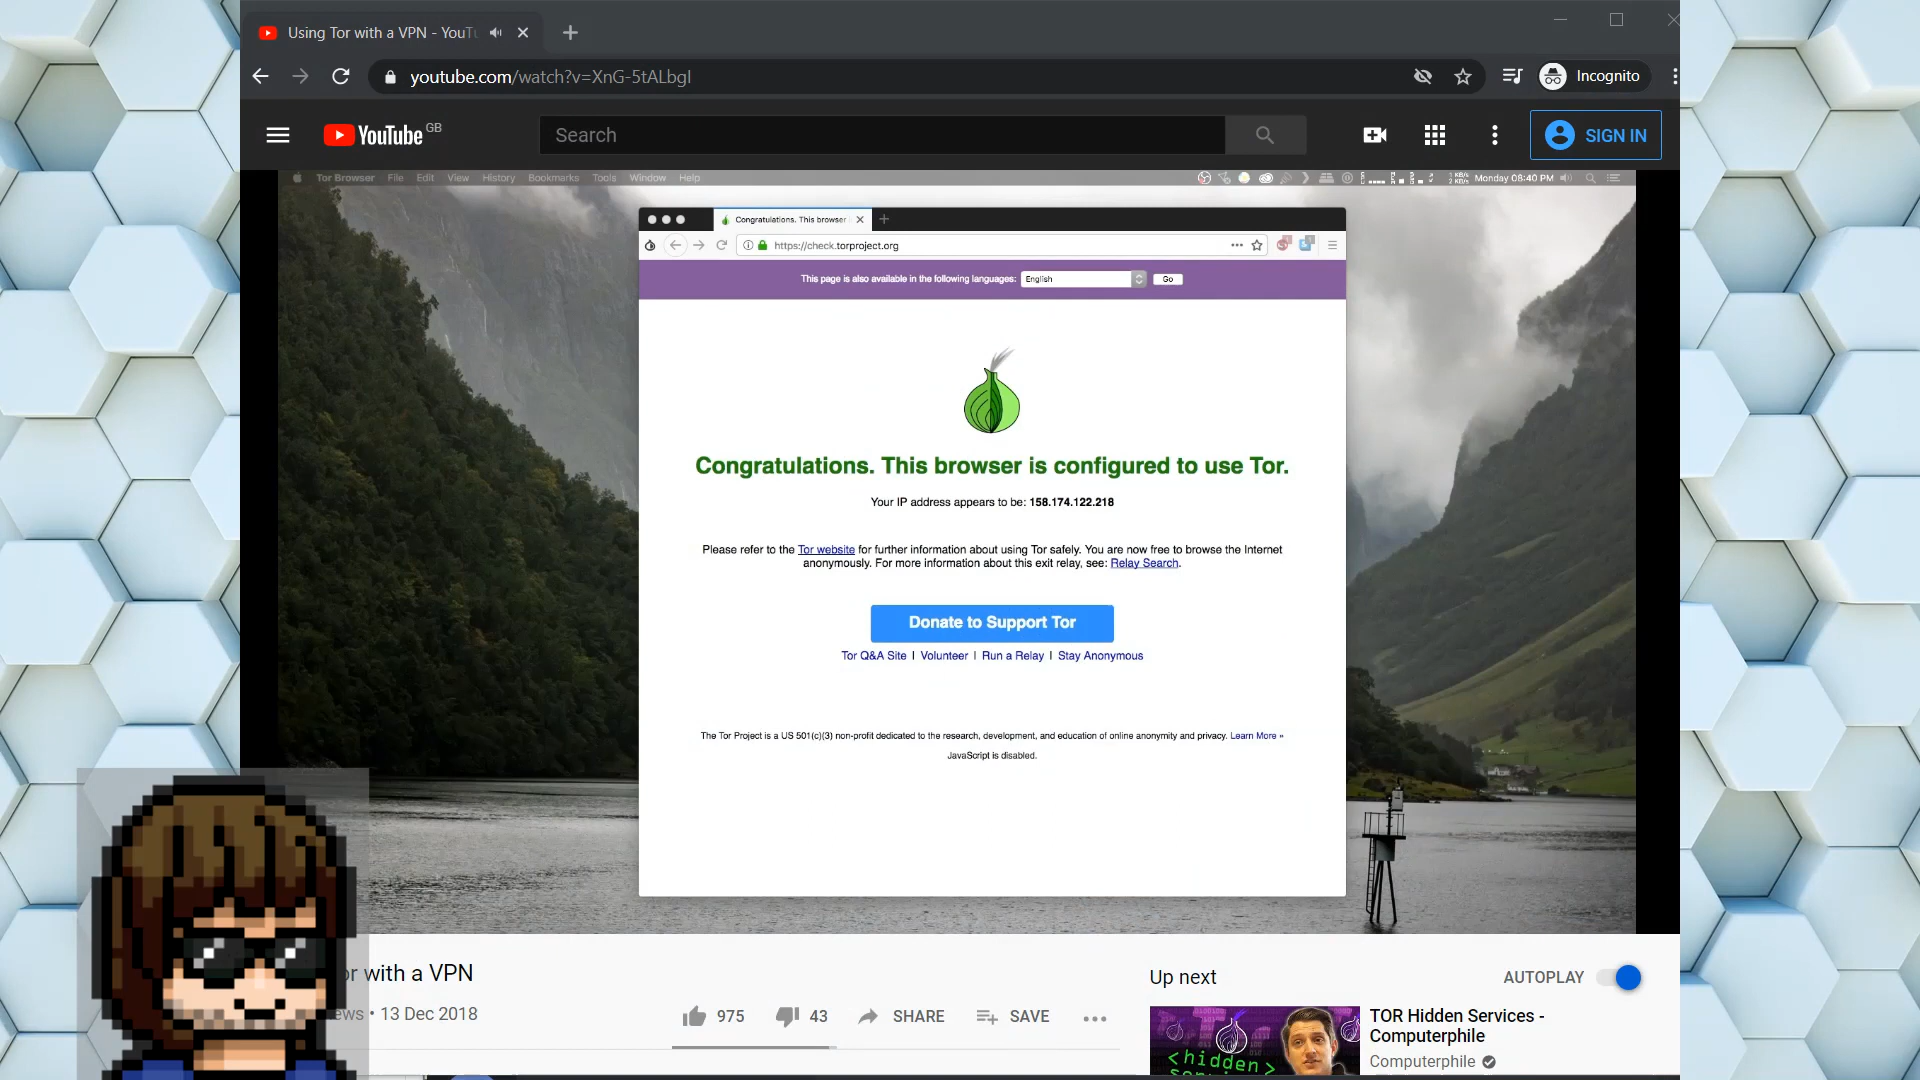 Using Tor with a VPN - YouTu
youtube.com/watch?v=XnG-5tALbgI
Incognito
YouTube GB
Search
SIGN IN
Tor Browser File Edit View History Bookmarks Tools Window Help
1 KB/s
2 KB/s
Monday 08:40 PM
Congratulations. This browser
https://check.torproject.org
This page is also available in the following languages: English Go
Congratulations. This browser is configured to use Tor.
Your IP address appears to be: 158.174.122.218
Please refer to the Tor website for further information about using Tor safely. You are now free to browse the Internet
anonymously. For more information about this exit relay, see: Relay Search.
Donate to Support Tor
Tor Q&A Site | Volunteer | Run a Relay | Stay Anonymous
The Tor Project is a US 501(c)(3) non-profit dedicated to the research, development, and education of online anonymity and privacy. Learn More »
JavaScript is disabled.
or with a VPN
ews • 13 Dec 2018
975 43 SHARE SAVE
Up next
AUTOPLAY
TOR Hidden Services -
Computerphile
Computerphile
<hidden>